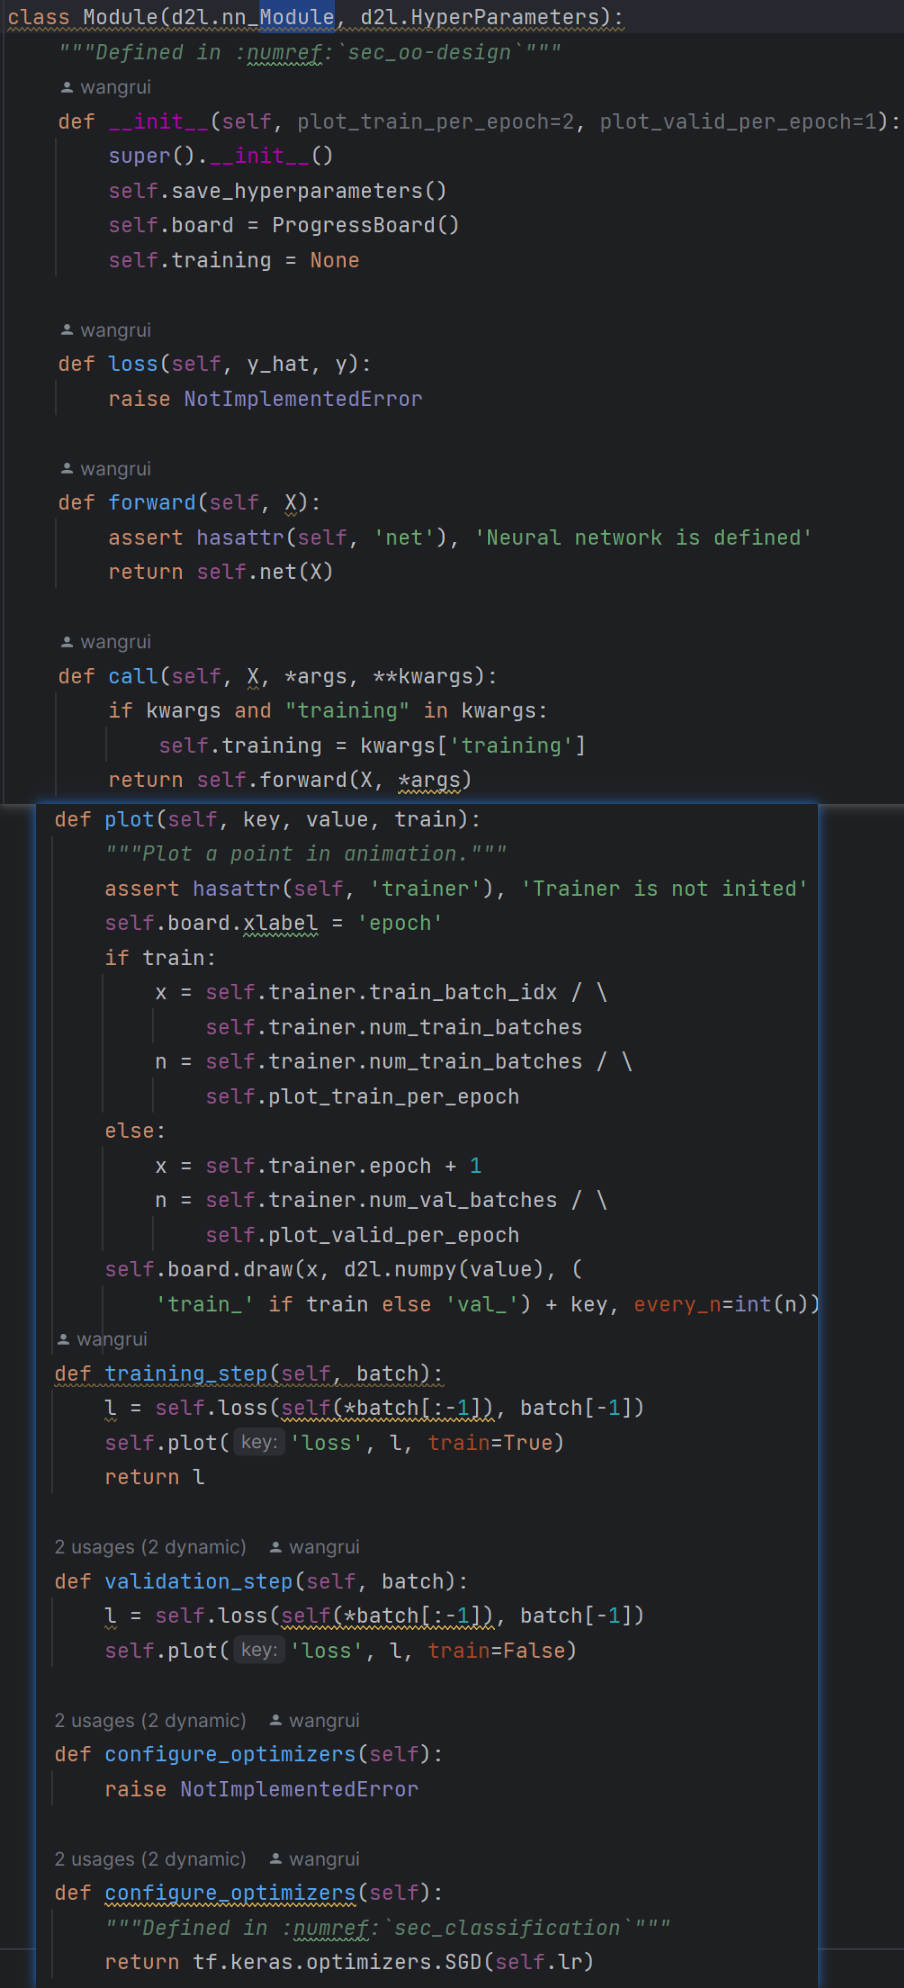 class Module(d2l.nn_Module, d2l.HyperParameters):
"""Defined in :numref:`sec_oo-design`"""
wangrui
def __init__(self, plot_train_per_epoch=2, plot_valid_per_epoch=1):
super().__init__()
self.save_hyperparameters()
self.board = ProgressBoard()
self.training = None
wangrui
def loss(self, y_hat, y):
raise NotImplementedError
wangrui
def forward(self, X):
assert hasattr(self, 'net'), 'Neural network is defined'
return self.net(X)
wangrui
def call(self, X, *args, **kwargs):
if kwargs and "training" in kwargs:
self.training = kwargs['training']
return self.forward(X, *args)
def plot(self, key, value, train):
"""Plot a point in animation."""
assert hasattr(self, 'trainer'), 'Trainer is not inited'
self.board.xlabel = 'epoch'
if train:
x = self.trainer.train_batch_idx / \
self.trainer.num_train_batches
n = self.trainer.num_train_batches / \
self.plot_train_per_epoch
else:
x = self.trainer.epoch + 1
n = self.trainer.num_val_batches / \
self.plot_valid_per_epoch
self.board.draw(x, d2l.numpy(value), (
'train_' if train else 'val_') + key, every_n=int(n))
wangrui
def training_step(self, batch):
l = self.loss(self(*batch[:-1]), batch[-1])
self.plot( key: 'loss', l, train=True)
return l
2 usages (2 dynamic) wangrui
def validation_step(self, batch):
l = self.loss(self(*batch[:-1]), batch[-1])
self.plot( key: 'loss', l, train=False)
2 usages (2 dynamic) wangrui
def configure_optimizers(self):
raise NotImplementedError
2 usages (2 dynamic) wangrui
def configure_optimizers(self):
"""Defined in :numref:`sec_classification`"""
return tf.keras.optimizers.SGD(self.lr)